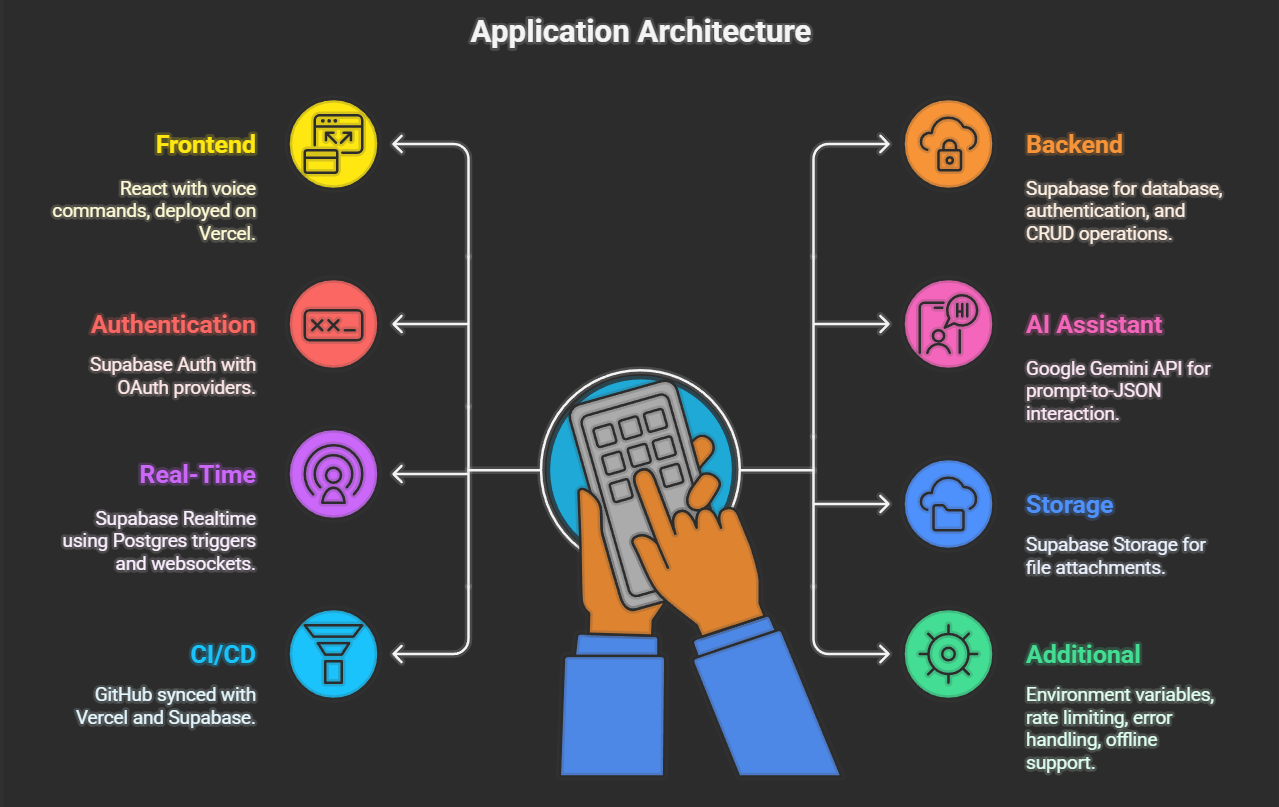 Application Architecture
Frontend
React with voice
commands, deployed on
Vercel.
Authentication
Supabase Auth with
OAuth providers.
Real-Time
Supabase Realtime
using Postgres triggers
and websockets.
CI/CD
GitHub synced with
Vercel and Supabase.
Backend
Supabase for database,
authentication, and
CRUD operations.
HI
AI Assistant
Google Gemini API for
prompt-to-JSON
interaction.
Storage
Supabase Storage for
file attachments.
Additional
Environment variables,
rate limiting, error
handling, offline
support.